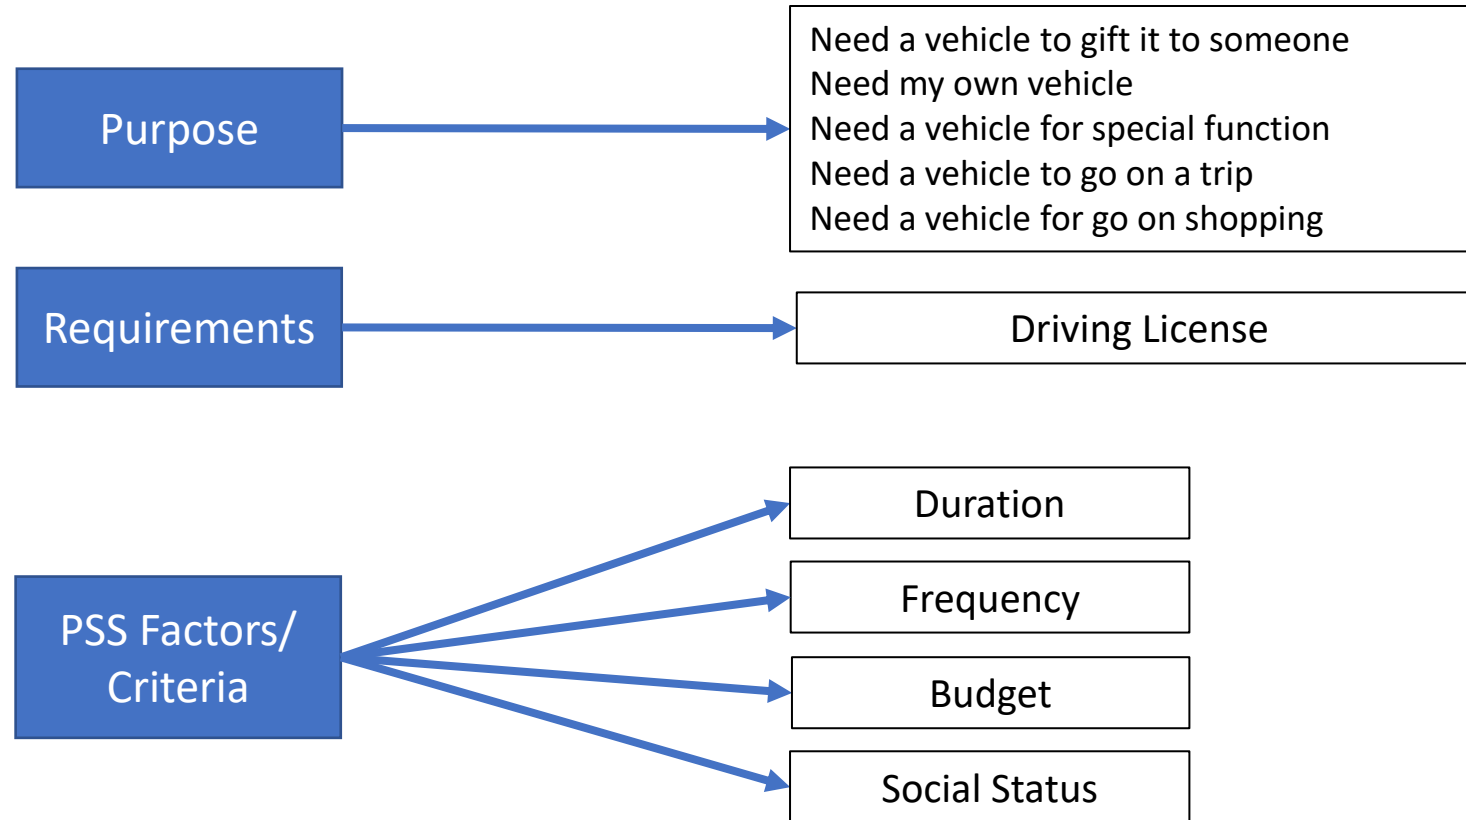 Purpose
Need a vehicle to gift it to someone
Need my own vehicle
Need a vehicle for special function
Need a vehicle to go on a trip
Need a vehicle for go on shopping
Requirements
Driving License
PSS Factors/
Criteria
Duration
Frequency
Budget
Social Status